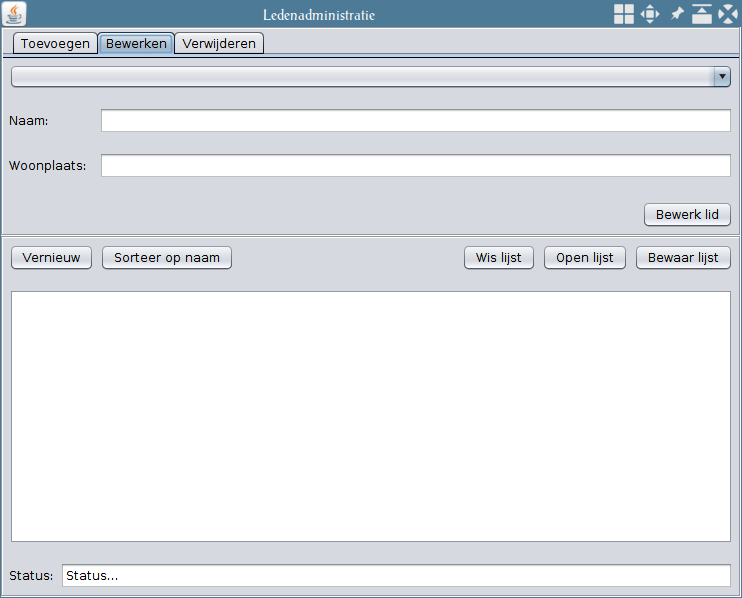 Ledenadministratie
Toevoegen Bewerken Verwijderen
Naam:
Woonplaats:
Bewerk lid
Vernieuw Sorteer op naam Wis lijst Open lijst Bewaar lijst
Status: Status...